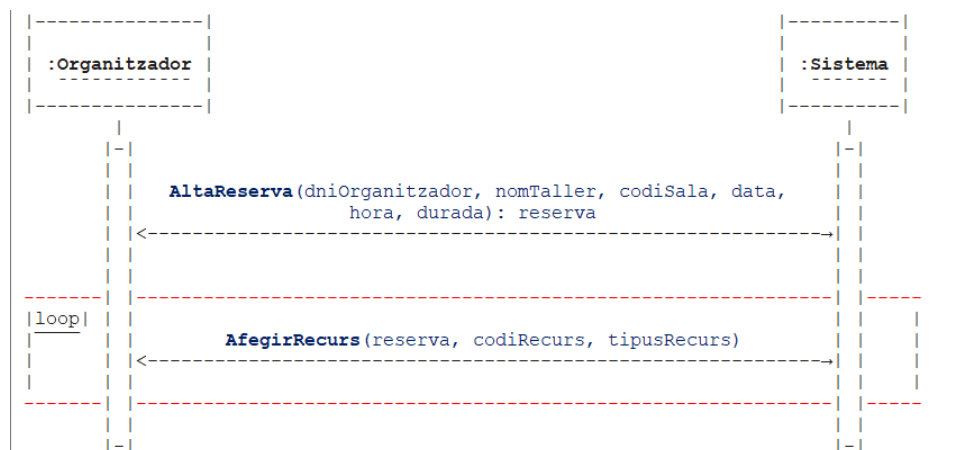 :Organitzador
:Sistema
AltaReserva(dniOrganitzador, nomTaller, codiSala, data,
hora, durada): reserva
loop
AfegirRecurs(reserva, codiRecurs, tipusRecurs)